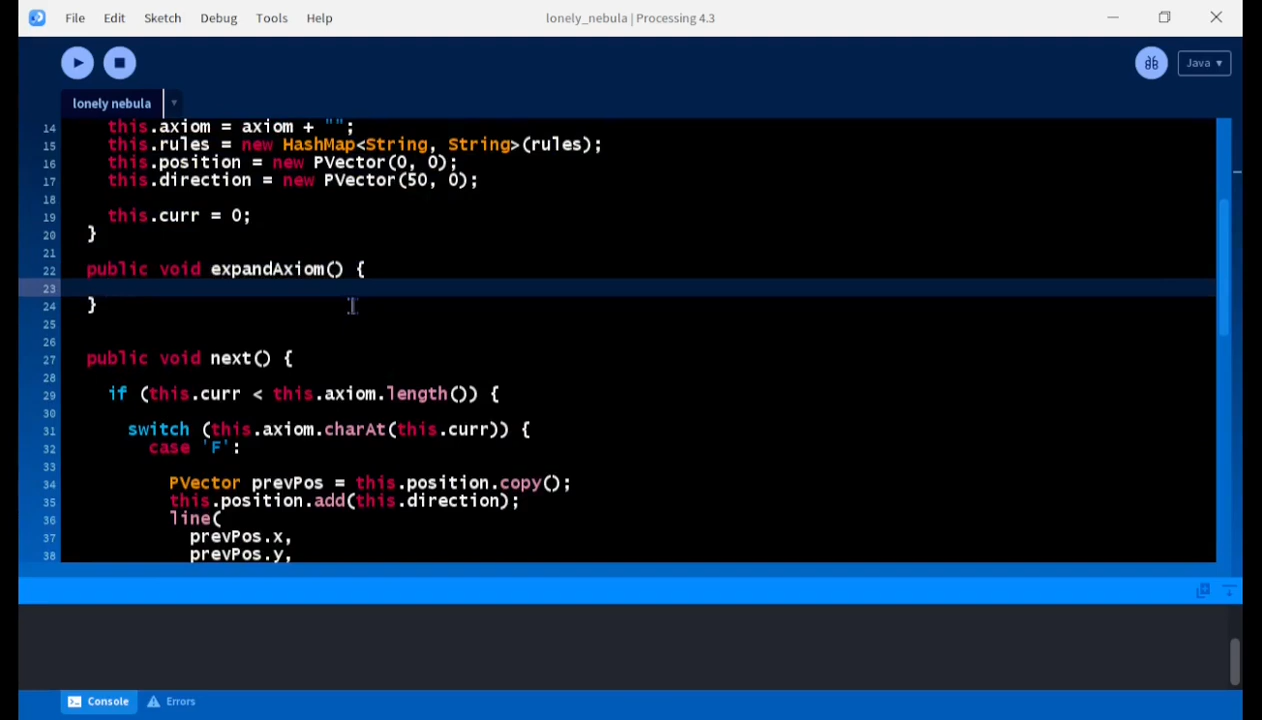 File Edit Sketch Debug Tools Help lonely_nebula | Processing 4.3
Java ▾
lonely nebula ▾
14 this.axiom = axiom + "";
15 this.rules = new HashMap<String, String>(rules);
16 this.position = new PVector(0, 0);
17 this.direction = new PVector(50, 0);
18
19 this.curr = 0;
20 }
21
22 public void expandAxiom() {
23
24 }
25
26
27 public void next() {
28
29 if (this.curr < this.axiom.length()) {
30
31 switch (this.axiom.charAt(this.curr)) {
32 case 'F':
33
34 PVector prevPos = this.position.copy();
35 this.position.add(this.direction);
36 line(
37 prevPos.x,
38 prevPos.y,
Console Errors